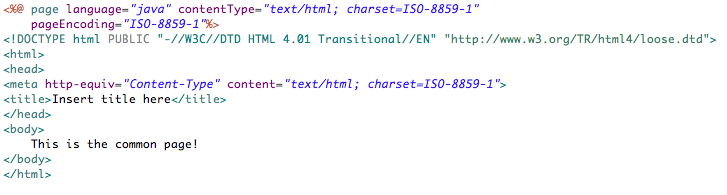 <%@ page language="java" contentType="text/html; charset=ISO-8859-1"
    pageEncoding="ISO-8859-1"%>
<!DOCTYPE html PUBLIC "-//W3C//DTD HTML 4.01 Transitional//EN" "http://www.w3.org/TR/html4/loose.dtd">
<html>
<head>
<meta http-equiv="Content-Type" content="text/html; charset=ISO-8859-1">
<title>Insert title here</title>
</head>
<body>
    This is the common page!
</body>
</html>